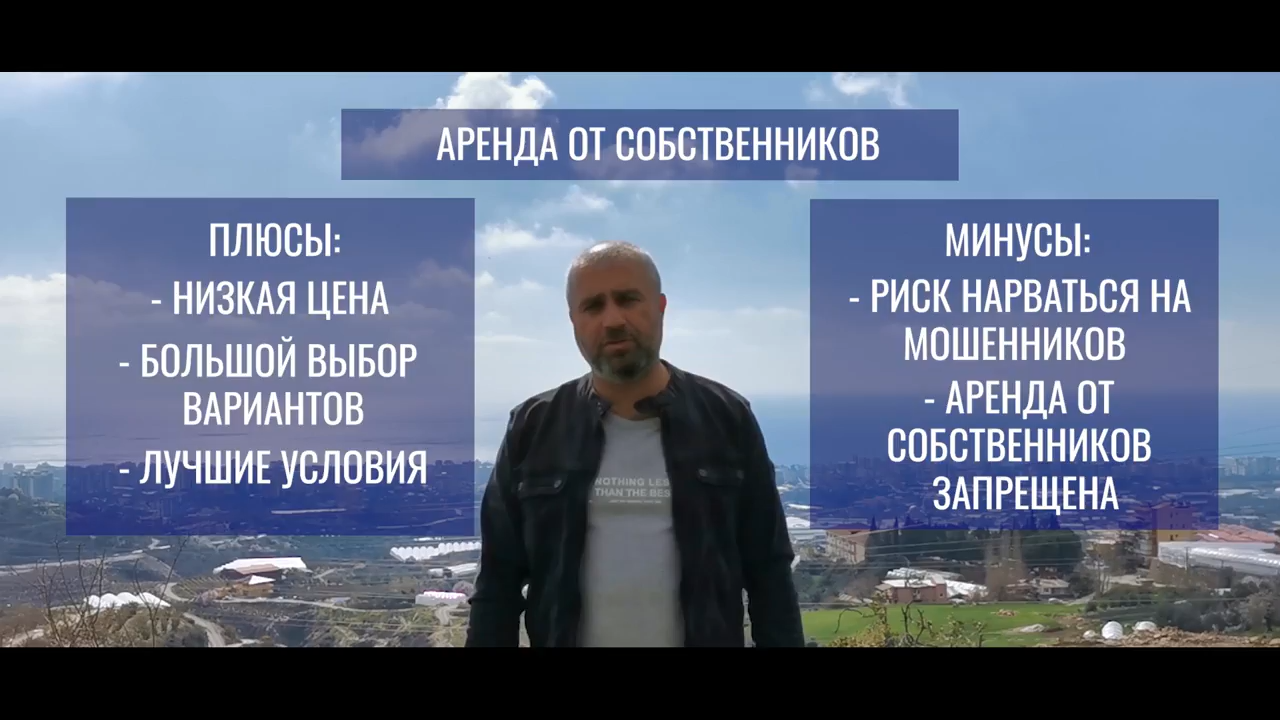 АРЕНДА ОТ СОБСТВЕННИКОВ
ПЛЮСЫ:
- НИЗКАЯ ЦЕНА
- БОЛЬШОЙ ВЫБОР
ВАРИАНТОВ
- ЛУЧШИЕ УСЛОВИЯ
МИНУСЫ:
- РИСК НАРВАТЬСЯ НА
МОШЕННИКОВ
- АРЕНДА ОТ
СОБСТВЕННИКОВ
ЗАПРЕЩЕНА
NOTHING LES
THAN THE BES